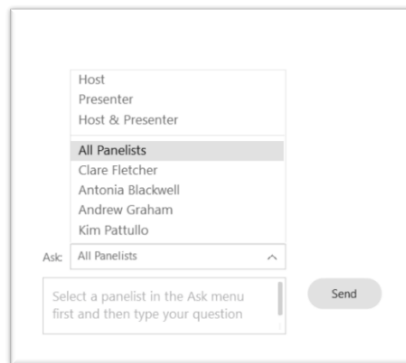 Host
Presenter
Host & Presenter
All Panelists
Clare Fletcher
Antonia Blackwell
Andrew Graham
Kim Pattullo
Ask: All Panelists
Select a panelist in the Ask menu
first and then type your question
Send